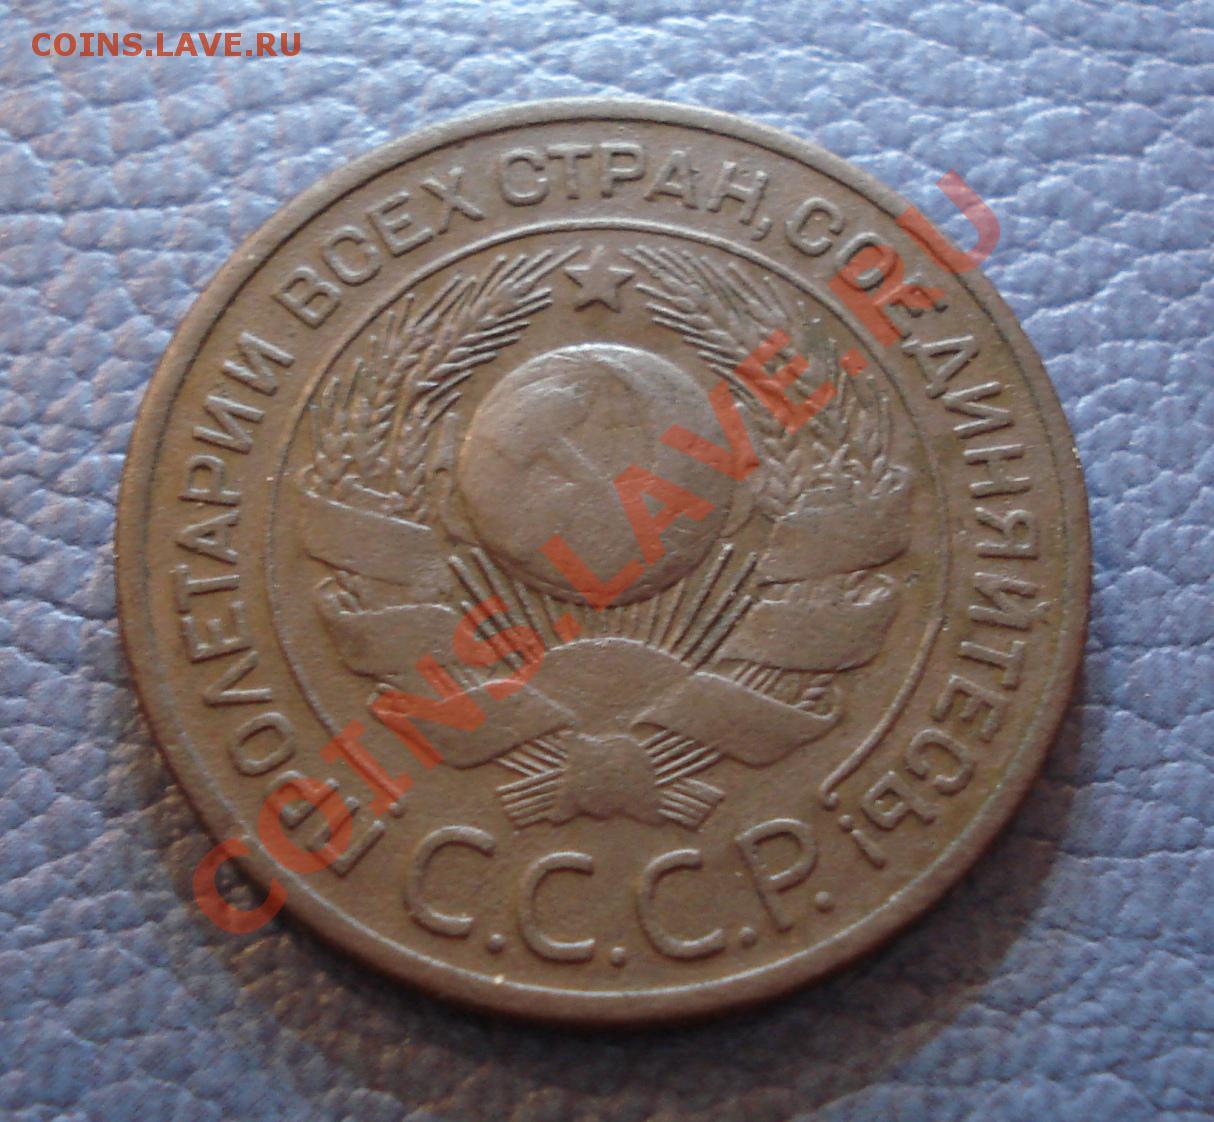 COINS.LAVE.RU
ПРОЛЕТАРИИ ВСЕХ СТРАН, СОЕДИНЯЙТЕСЬ!
С.С.С.Р.
COINS.LAVE.RU